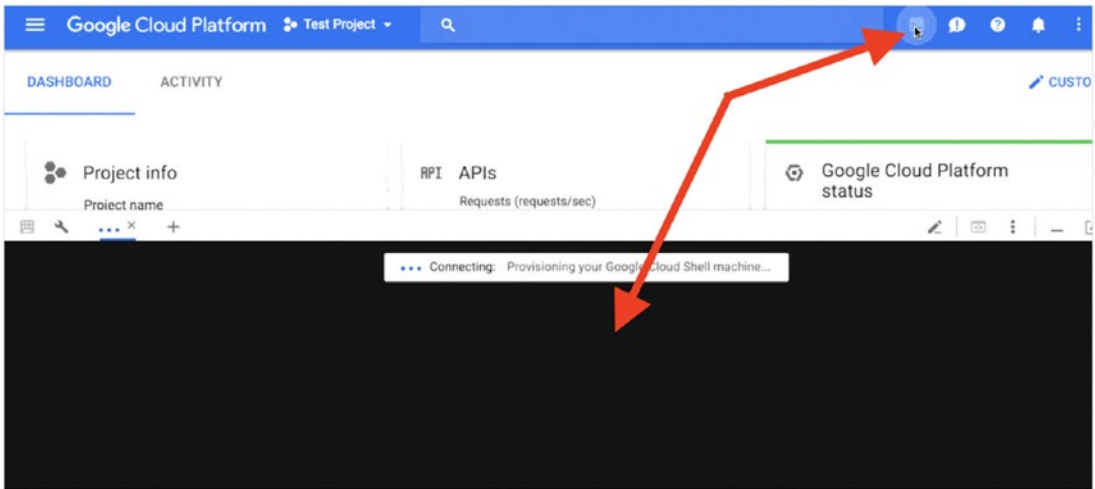 Google Cloud Platform Test Project
DASHBOARD ACTIVITY CUSTO
Project info
Project name
API APIs
Requests (requests/sec)
Google Cloud Platform
status
Connecting: Provisioning your Google Cloud Shell machine...